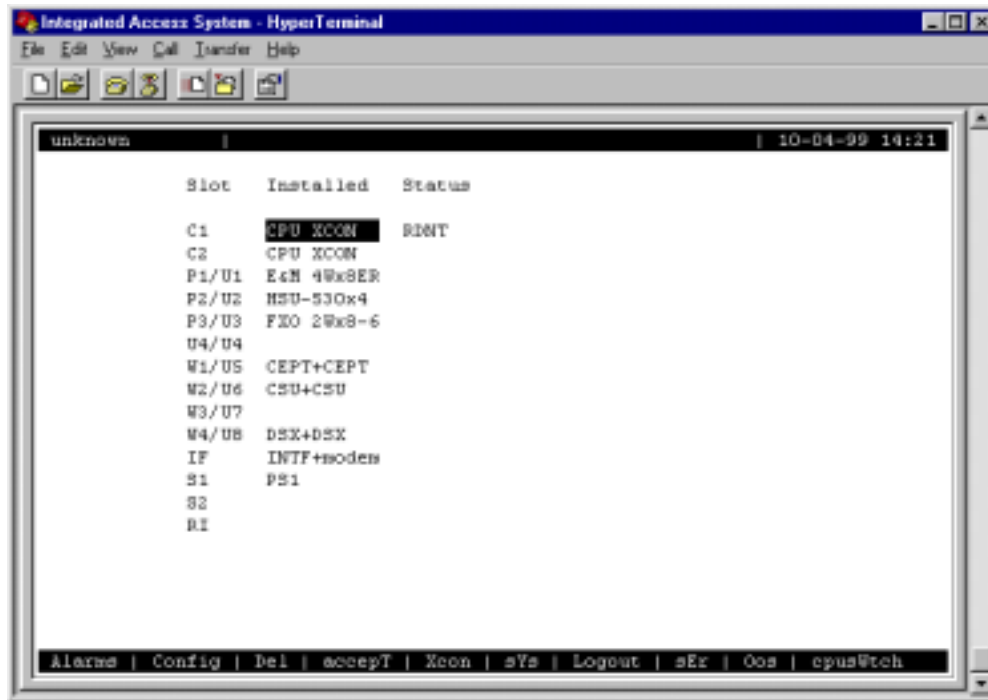 Integrated Access System - HyperTerminal
File Edit View Call Transfer Help
unknown | | 10-04-99 14:21
Slot Installed Status
C1 CPU XCON RDNT
C2 CPU XCON
P1/U1 E&M 4Wx8ER
P2/U2 HSU-530x4
P3/U3 FXO 2Wx8-6
U4/U4
W1/U5 CEPT+CEPT
W2/U6 CSU+CSU
W3/U7
W4/U8 DSX+DSX
IF INTF+modem
S1 PS1
S2
RI
Alarms | Config | Del | accepT | Xcon | sYs | Logout | sEr | Oos | cpusWtch